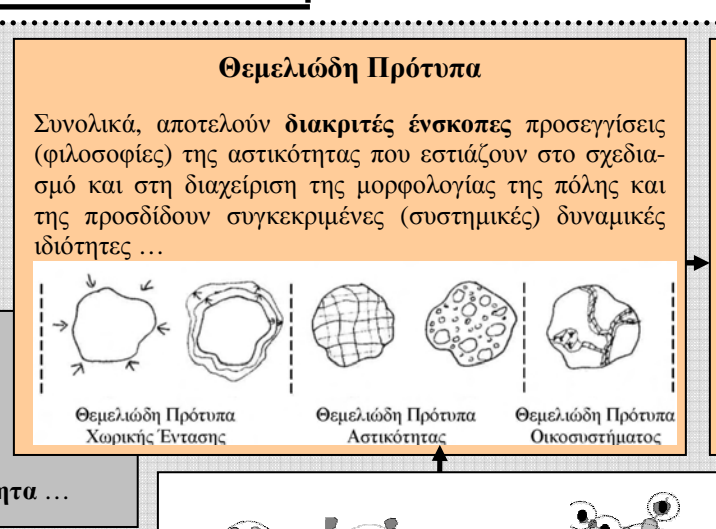 Θεμελιώδη Πρότυπα
Συνολικά, αποτελούν διακριτές ένσκοπες προσεγγίσεις
(φιλοσοφίες) της αστικότητας που εστιάζουν στο σχεδια-
σμό και στη διαχείριση της μορφολογίας της πόλης και
της προσδίδουν συγκεκριμένες (συστημικές) δυναμικές
ιδιότητες …
Θεμελιώδη Πρότυπα
Χωρικής Έντασης
Θεμελιώδη Πρότυπα
Αστικότητας
Θεμελιώδη Πρότυπα
Οικοσυστήματος
ητα …